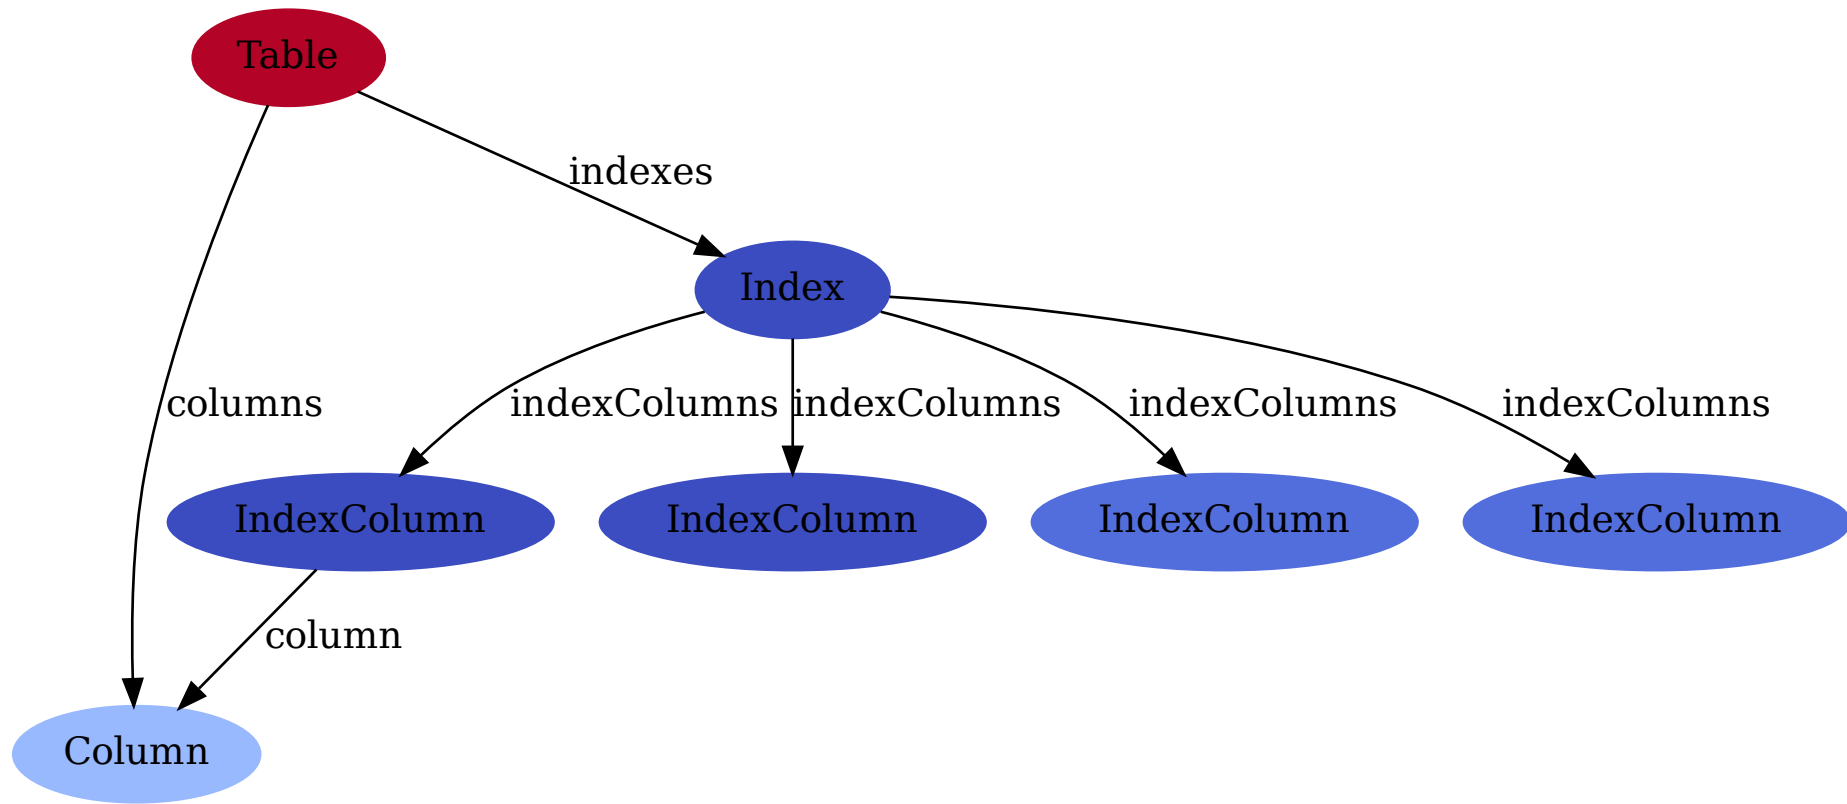 Table
indexes
Index
columns
indexColumns
indexColumns
indexColumns
indexColumns
IndexColumn
IndexColumn
IndexColumn
IndexColumn
column
Column